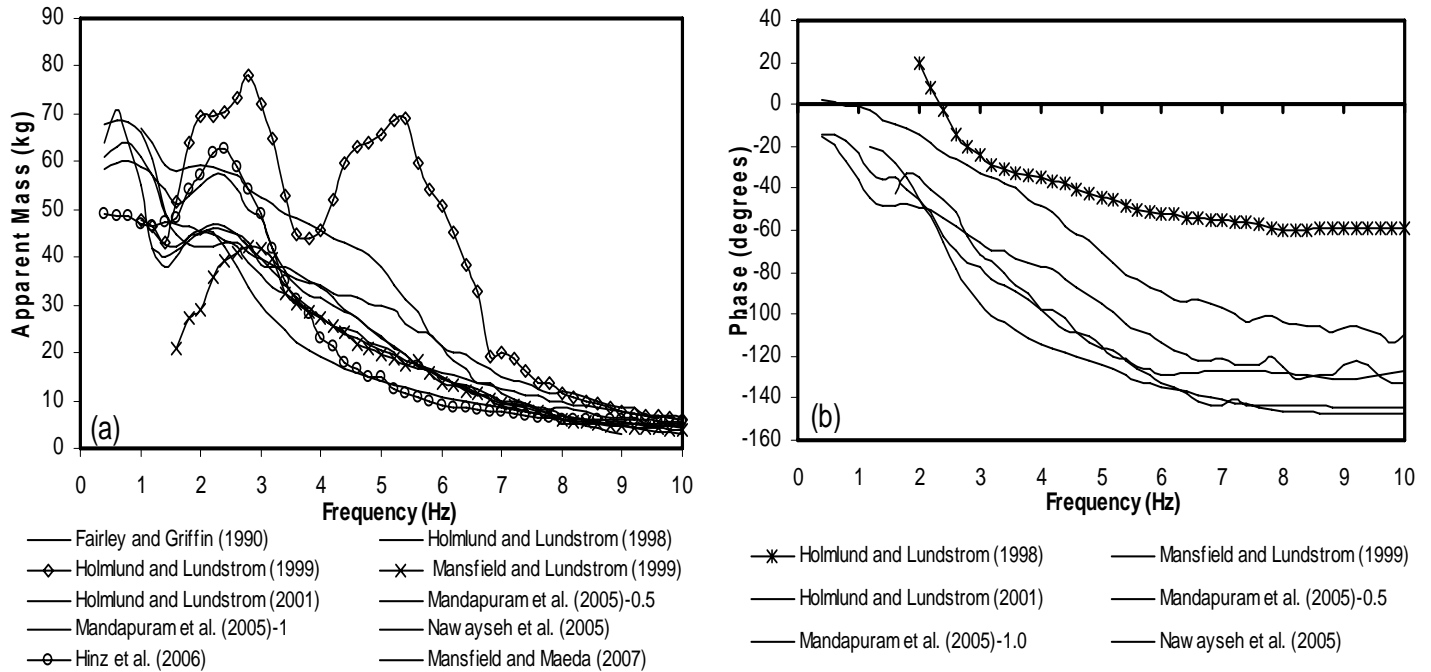 90
80
70
60
50
40
30
20
10
0
Apparent Mass (kg)
(a)
0 1 2 3 4 5 6 7 8 9 10
Frequency (Hz)
Fairley and Griffin (1990)
Holmlund and Lundstrom (1998)
Holmlund and Lundstrom (1999)
Mansfield and Lundstrom (1999)
Holmlund and Lundstrom (2001)
Mandapuram et al. (2005)-0.5
Mandapuram et al. (2005)-1
Nawayseh et al. (2005)
Hinz et al. (2006)
Mansfield and Maeda (2007)
40
20
0
-20
-40
-60
-80
-100
-120
-140
-160
Phase (degrees)
(b)
0 1 2 3 4 5 6 7 8 9 10
Frequency (Hz)
Holmlund and Lundstrom (1998)
Mansfield and Lundstrom (1999)
Holmlund and Lundstrom (2001)
Mandapuram et al. (2005)-0.5
Mandapuram et al. (2005)-1.0
Nawayseh et al. (2005)